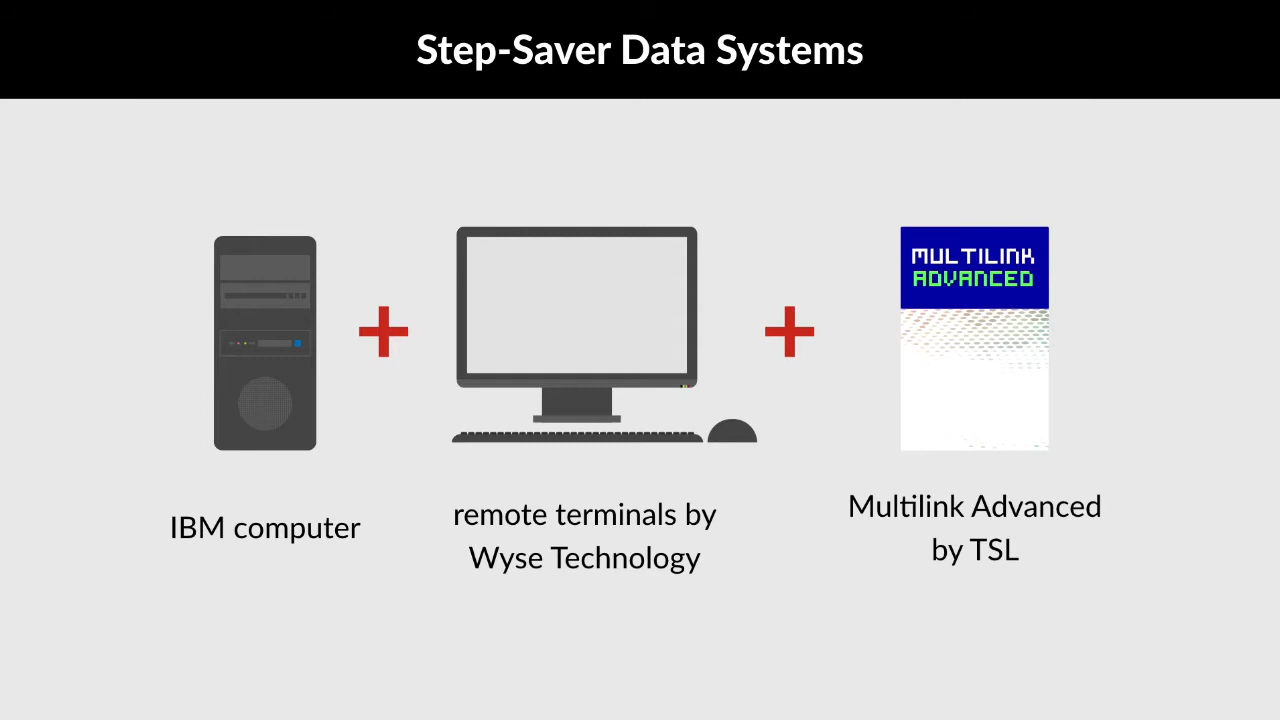 Step-Saver Data Systems
MULTILINK
ADVANCED
IBM computer
remote terminals by
Wyse Technology
Multilink Advanced
by TSL